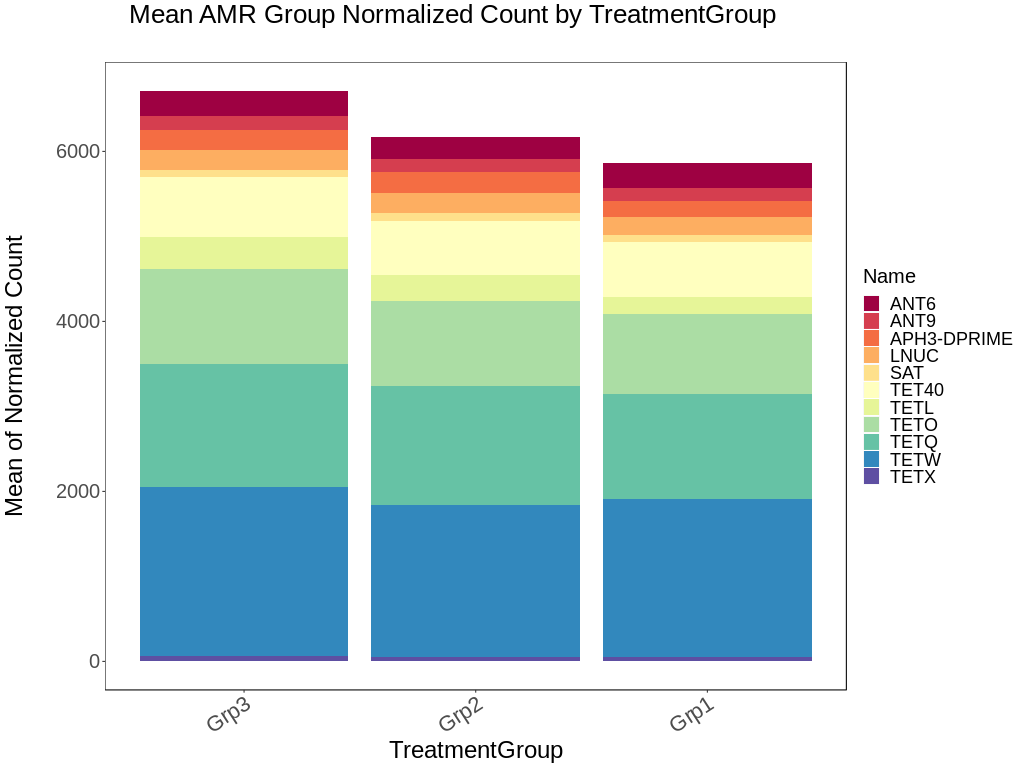 Mean AMR Group Normalized Count by TreatmentGroup
Mean of Normalized Count
6000
4000
2000
0
Grp3
Grp2
Grp1
TreatmentGroup
Name
ANT6
ANT9
APH3-DPRIME
LNUC
SAT
TET40
TETL
TETO
TETQ
TETW
TETX